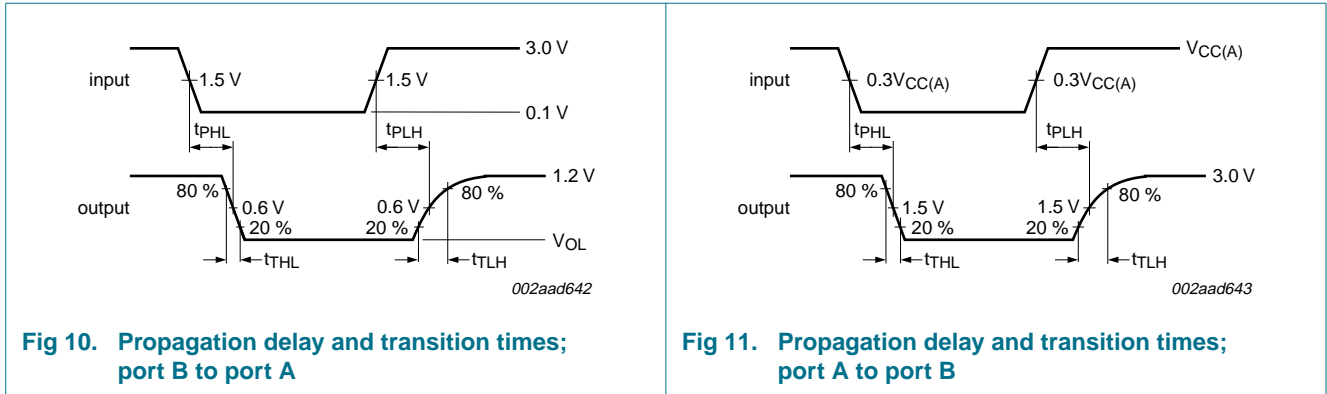 3.0 V
input
1.5 V
1.5 V
0.1 V
tPHL
tPLH
1.2 V
80 %
80 %
output
0.6 V
0.6 V
20 %
20 %
VOL
tTHL
tTLH
002aad642
Fig 10. Propagation delay and transition times;
port B to port A
VCC(A)
input
0.3VCC(A)
0.3VCC(A)
tPHL
tPLH
3.0 V
80 %
80 %
output
1.5 V
1.5 V
20 %
20 %
tTHL
tTLH
002aad643
Fig 11. Propagation delay and transition times;
port A to port B